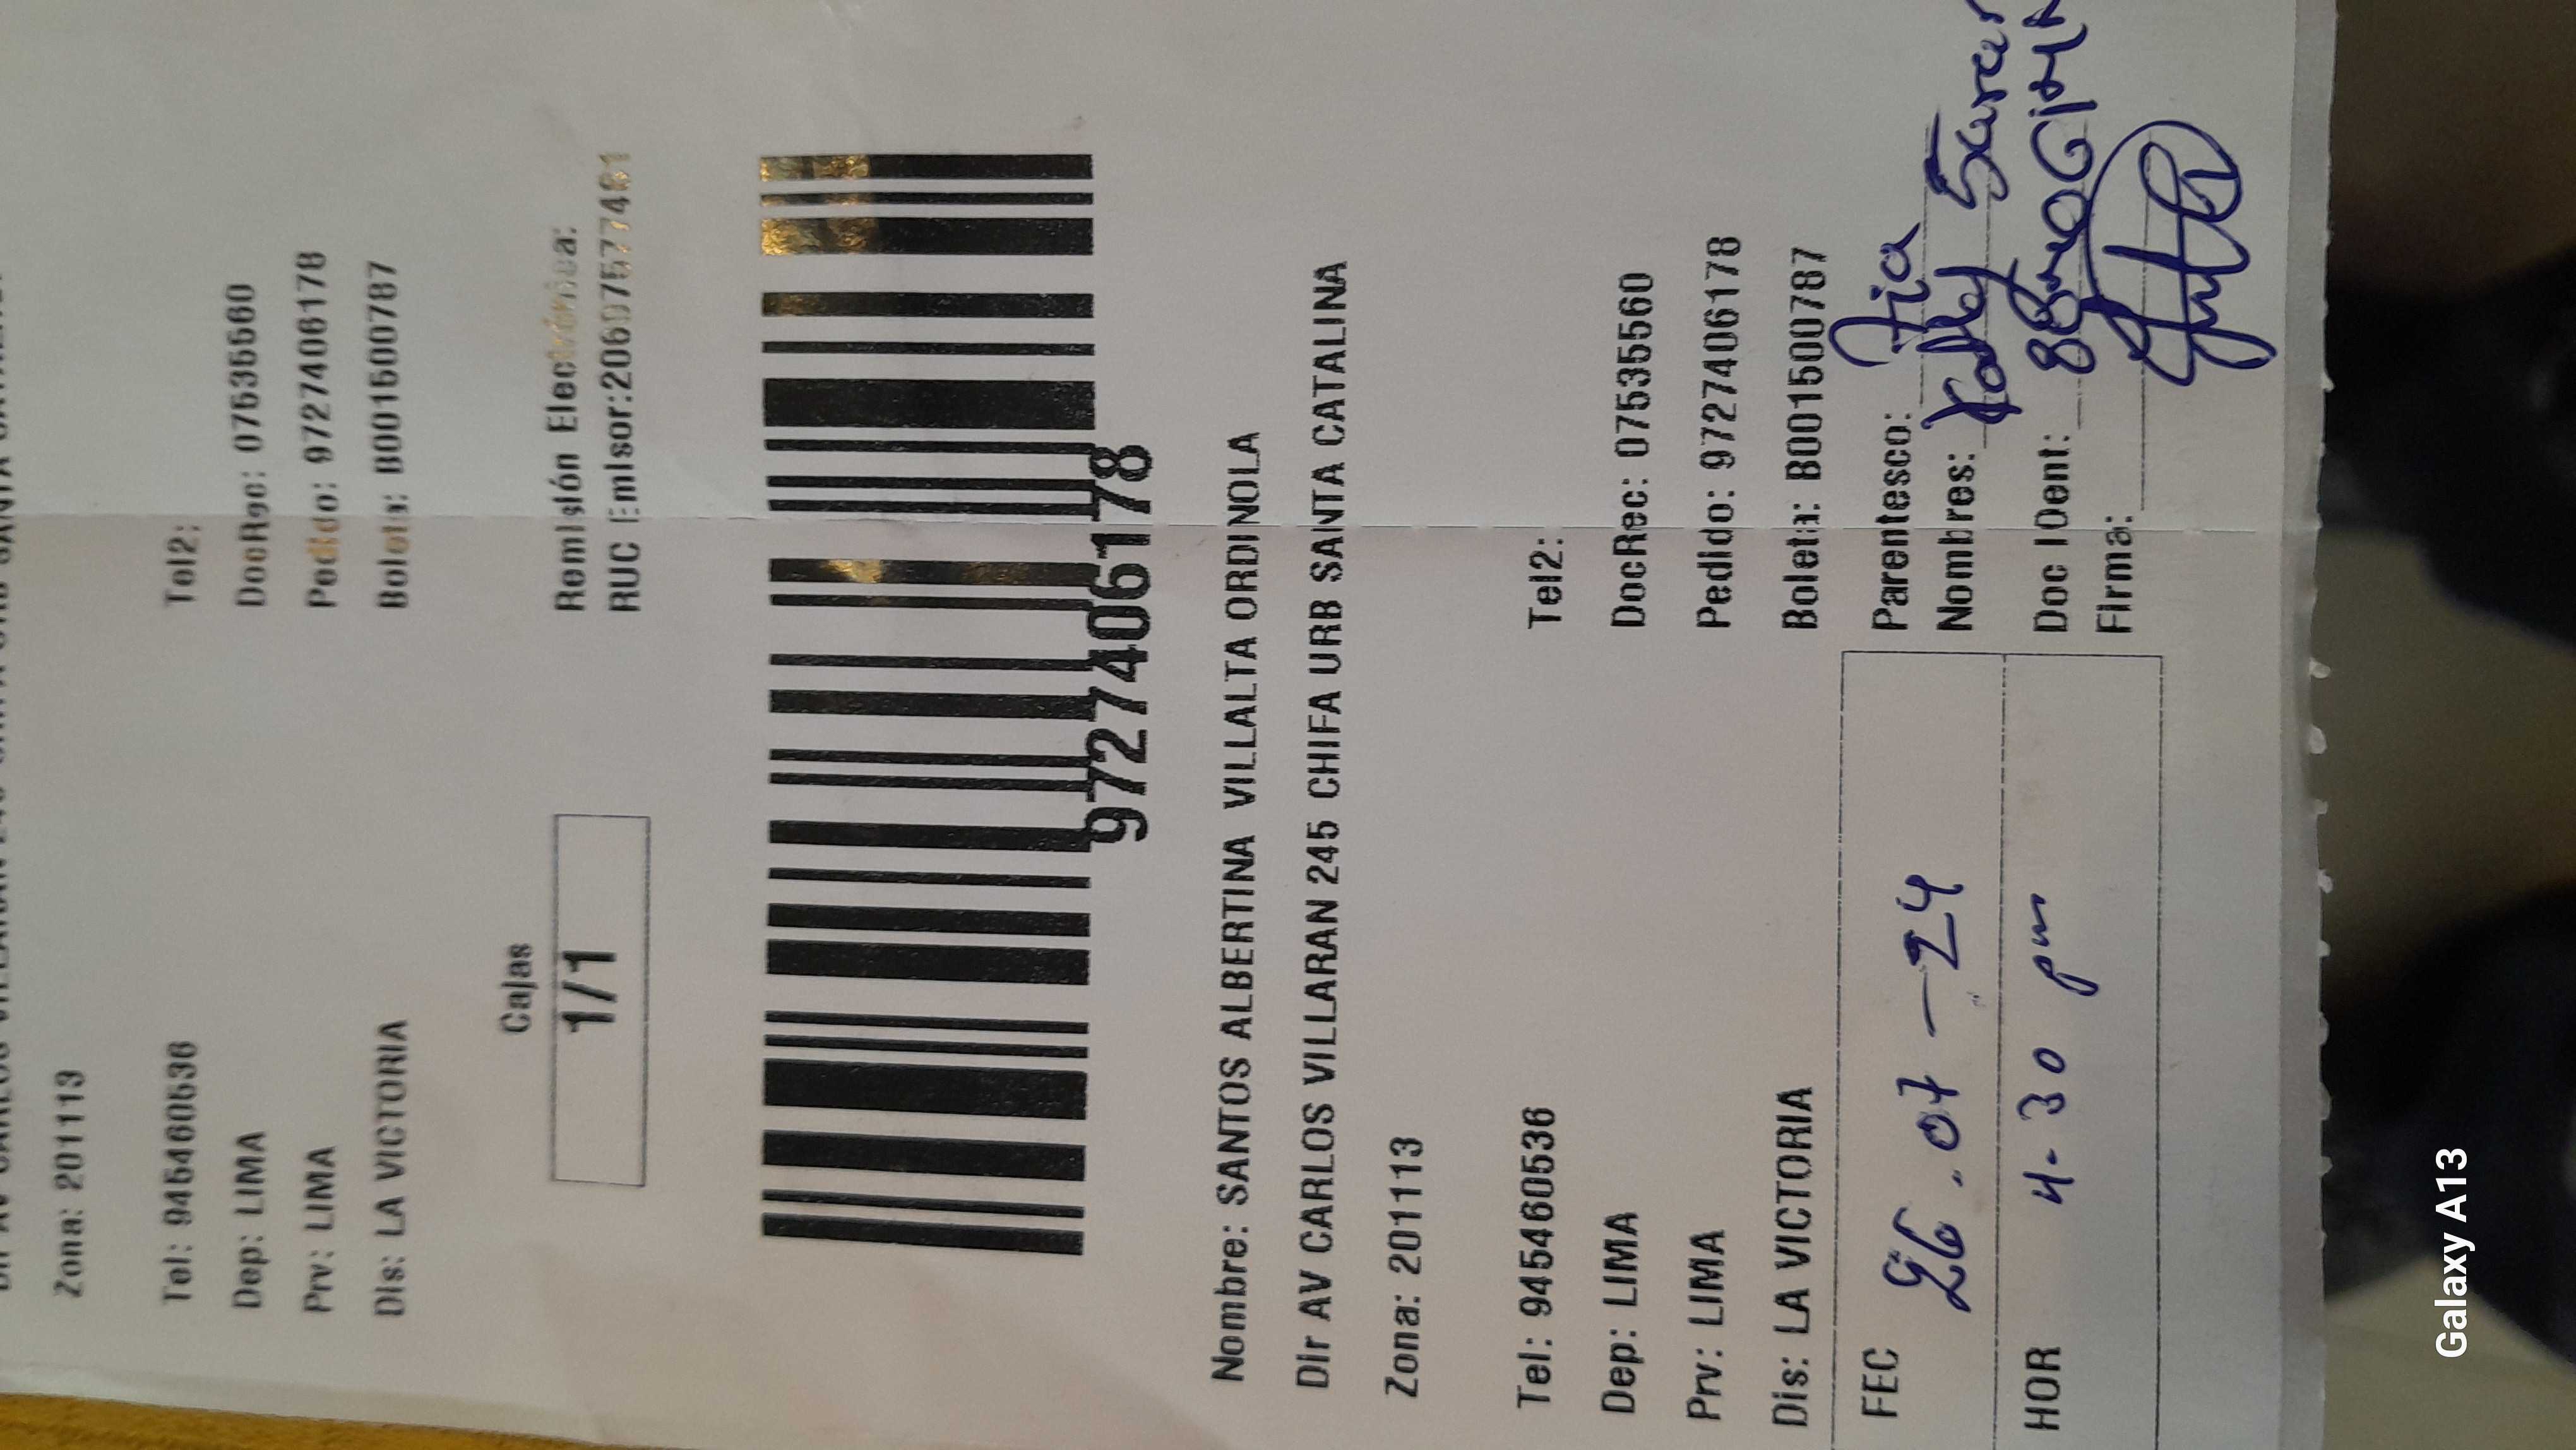 Zona: 201113
Tel: 945460536
Tel2:
Dep: LIMA
DocRec: 07535560
Prv: LIMA
Pedido: 9727406178
Dis: LA VICTORIA
Boleta: B001500787
Cajas
1/1
Remisión Electrónica:
RUC Emisor:20607577461
9727406178
Nombre: SANTOS ALBERTINA VILLALTA ORDINOLA
Dir AV CARLOS VILLARAN 245 CHIFA URB SANTA CATALINA
Zona: 201113
Tel: 945460536
Tel2:
Dep: LIMA
DocRec: 07535560
Prv: LIMA
Pedido: 9727406178
Dis: LA VICTORIA
Boleta: B001500787
FEC 26.07-24
Parentesco: Tia
Nombres:
HOR 4-30 pm
Doc IDent:
Firma:
Galaxy A13